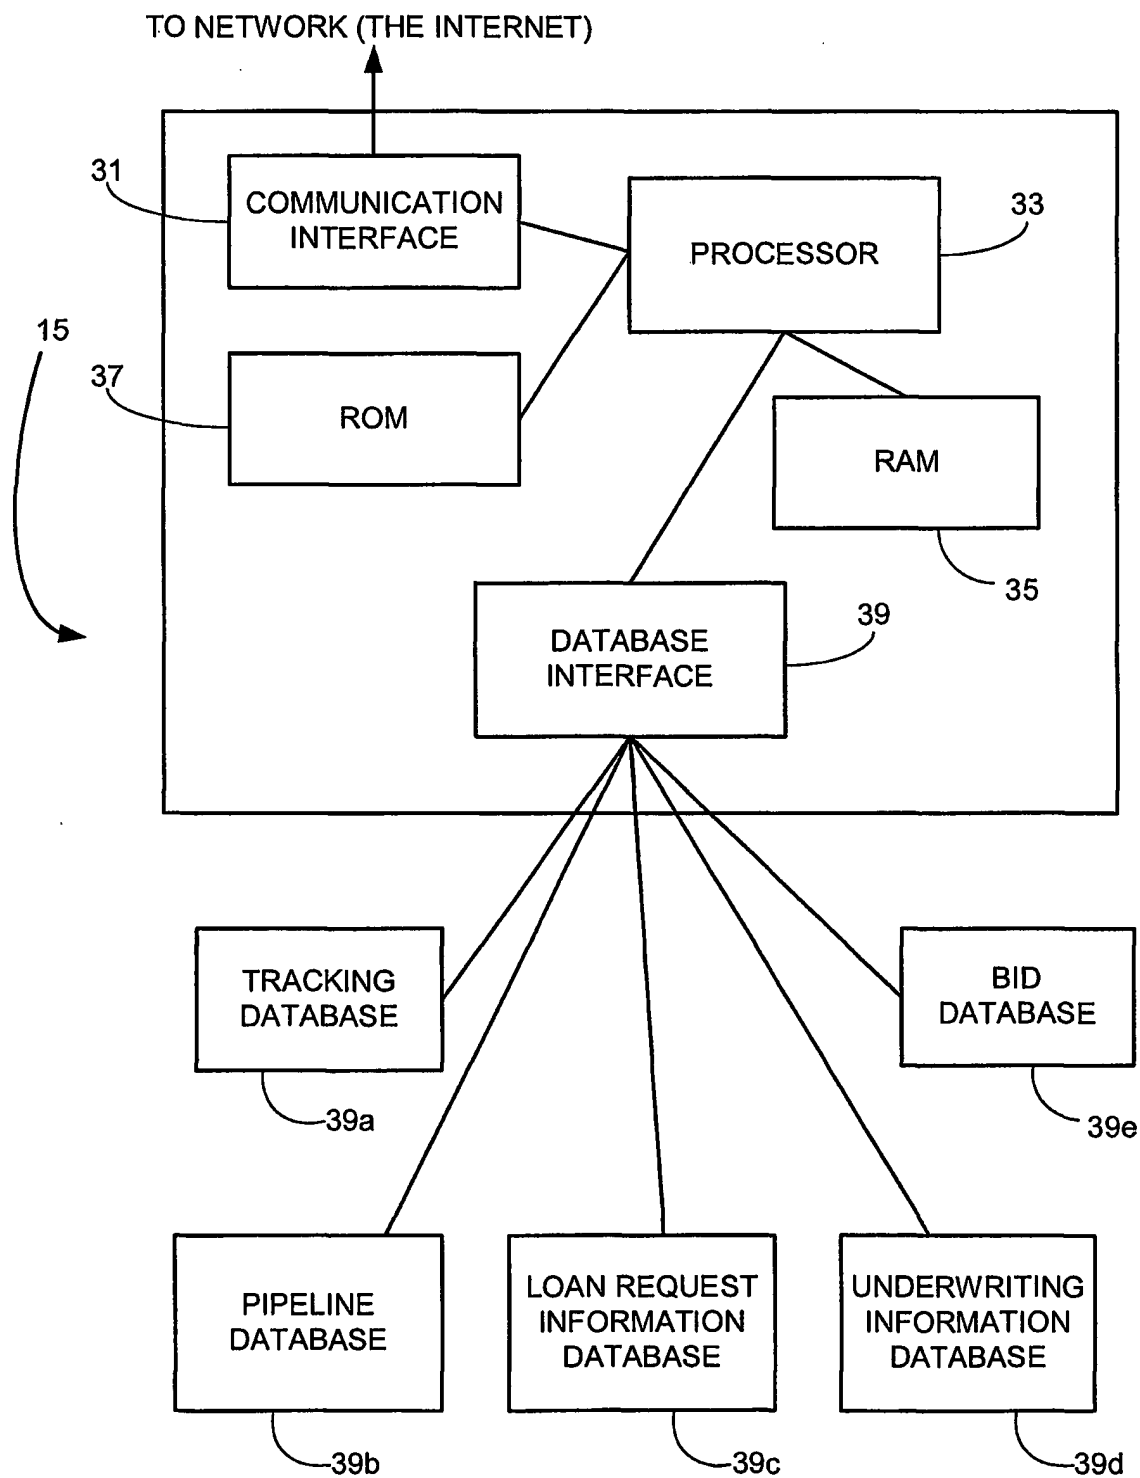 TO NETWORK (THE INTERNET)
31
COMMUNICATION
INTERFACE
PROCESSOR
33
15
37
ROM
RAM
35
DATABASE
INTERFACE
39
TRACKING
DATABASE
39a
BID
DATABASE
39e
PIPELINE
DATABASE
39b
LOAN REQUEST
INFORMATION
DATABASE
39c
UNDERWRITING
INFORMATION
DATABASE
39d